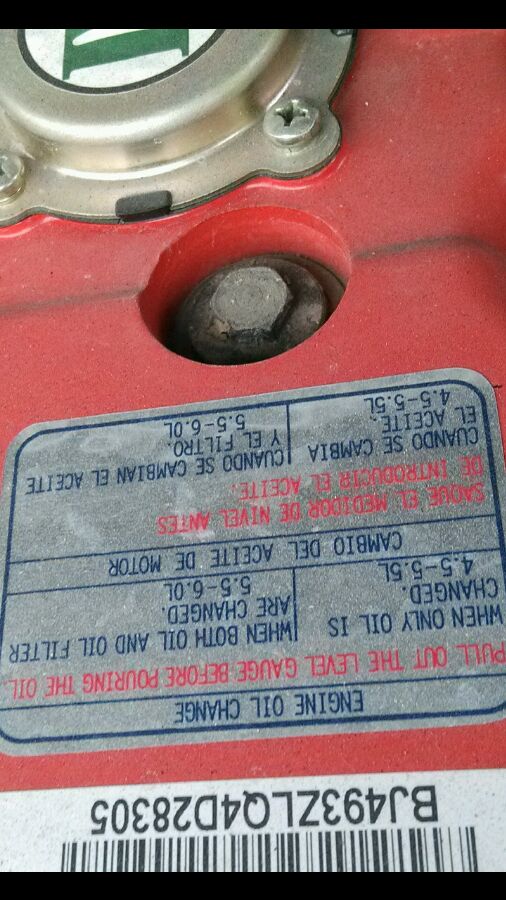 BJ493ZLQ4D28305
ENGINE OIL CHANGE
PULL OUT THE LEVEL GAUGE BEFORE POURING THE OIL.
WHEN ONLY OIL IS
CHANGED.
4.5-5.5L
WHEN BOTH OIL AND OIL FILTER
ARE CHANGED.
5.5-6.0L
CAMBIO DEL ACEITE DE MOTOR
SAQUE EL MEDIDOR DE NIVEL ANTES
DE INTRODUCIR EL ACEITE.
CUANDO SE CAMBIA
EL ACEITE.
4.5-5.5L
CUANDO SE CAMBIAN EL ACEITE
Y EL FILTRO.
5.5-6.0L